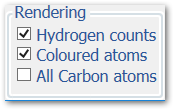 Rendering
Hydrogen counts
Coloured atoms
All Carbon atoms